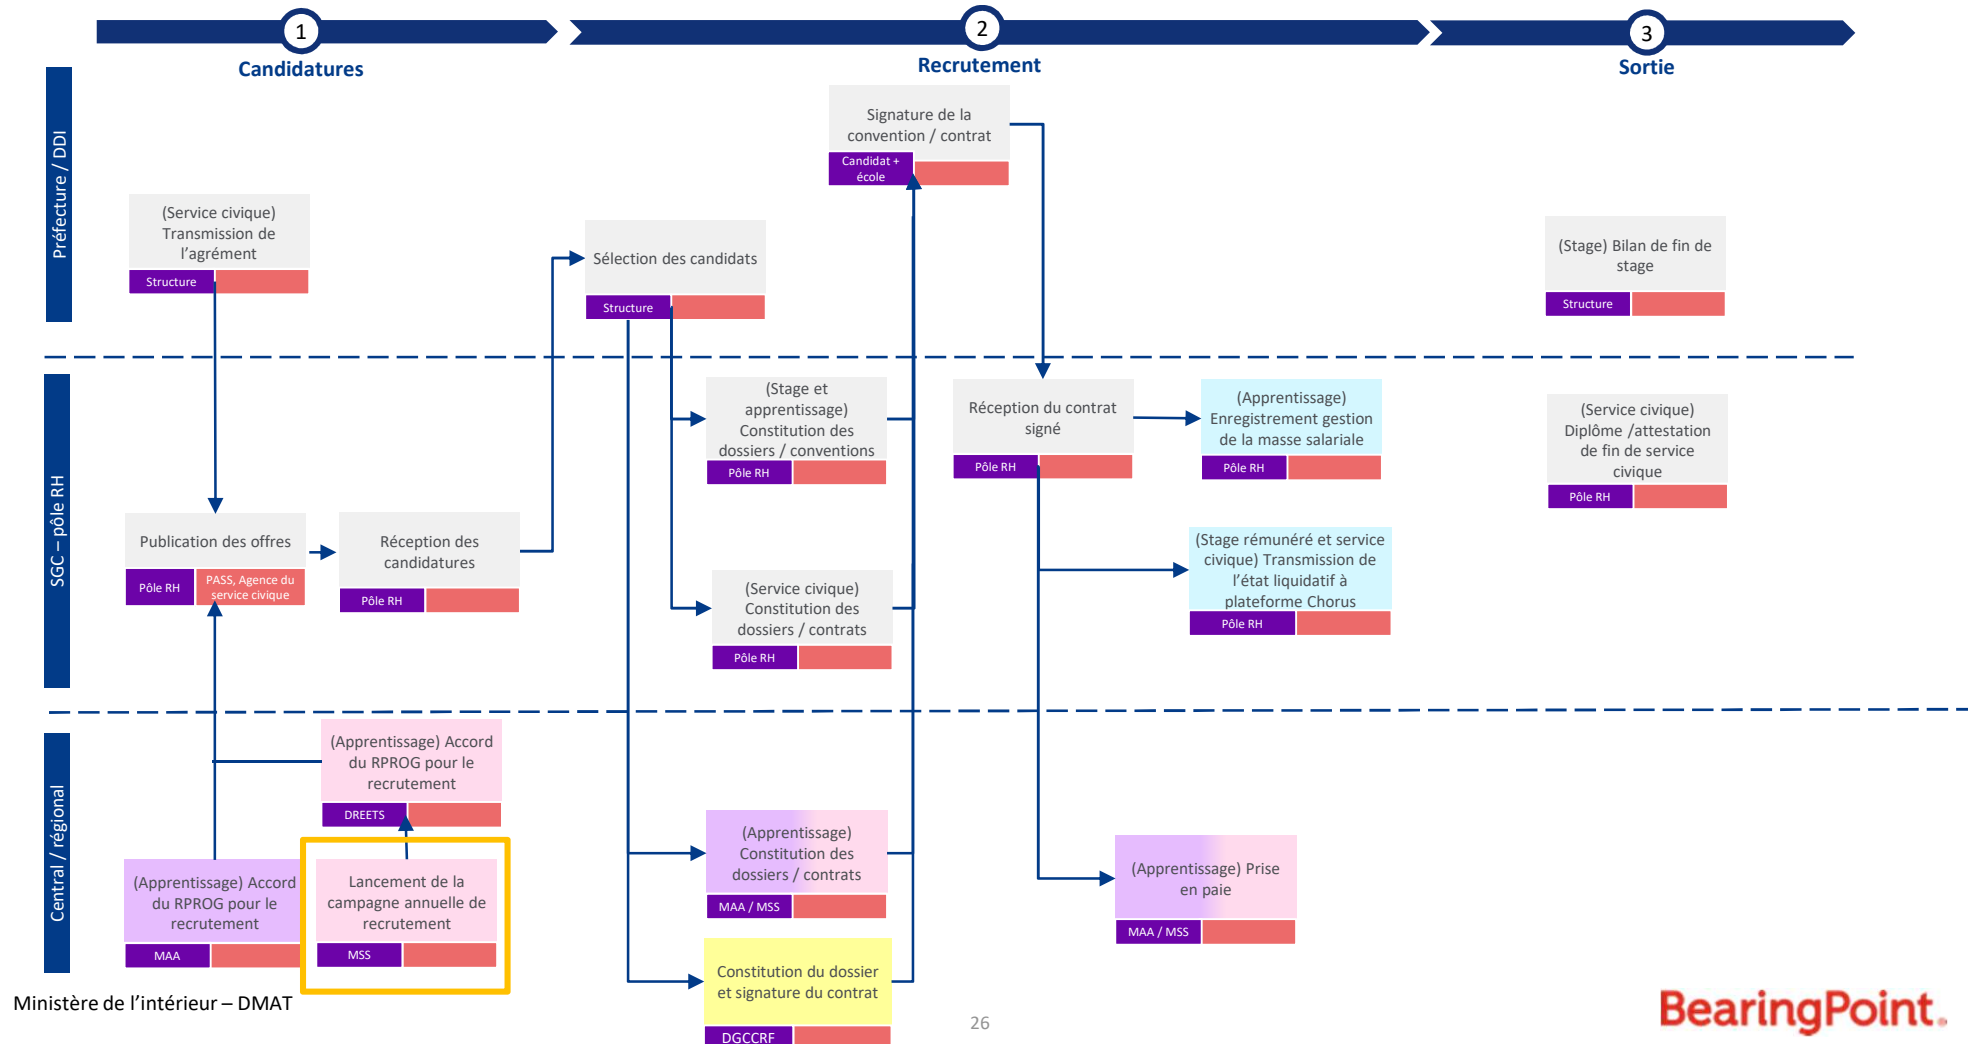 1
2
3
Candidatures
Recrutement
Sortie
Préfecture / DDI
Signature de la
convention / contrat
Candidat +
école
(Service civique)
Transmission de
l'agrément
Structure
Sélection des candidats
Structure
(Stage) Bilan de fin de
stage
Structure
SGC – pôle RH
(Stage et
apprentissage)
Constitution des
dossiers / conventions
Pôle RH
Réception du contrat
signé
Pôle RH
(Apprentissage)
Enregistrement gestion
de la masse salariale
Pôle RH
(Service civique)
Diplôme /attestation
de fin de service
civique
Pôle RH
Publication des offres
Pôle RH
PASS, Agence du
service civique
Réception des
candidatures
Pôle RH
(Service civique)
Constitution des
dossiers / contrats
Pôle RH
(Stage rémunéré et service
civique) Transmission de
l'état liquidatif à
plateforme Chorus
Pôle RH
Central / régional
(Apprentissage) Accord
du RPROG pour le
recrutement
DREETS
(Apprentissage) Accord
du RPROG pour le
recrutement
MAA
Lancement de la
campagne annuelle de
recrutement
MSS
(Apprentissage)
Constitution des
dossiers / contrats
MAA / MSS
(Apprentissage) Prise
en paie
MAA / MSS
Constitution du dossier
et signature du contrat
DGCCRF
Ministère de l'intérieur – DMAT
26
BearingPoint.